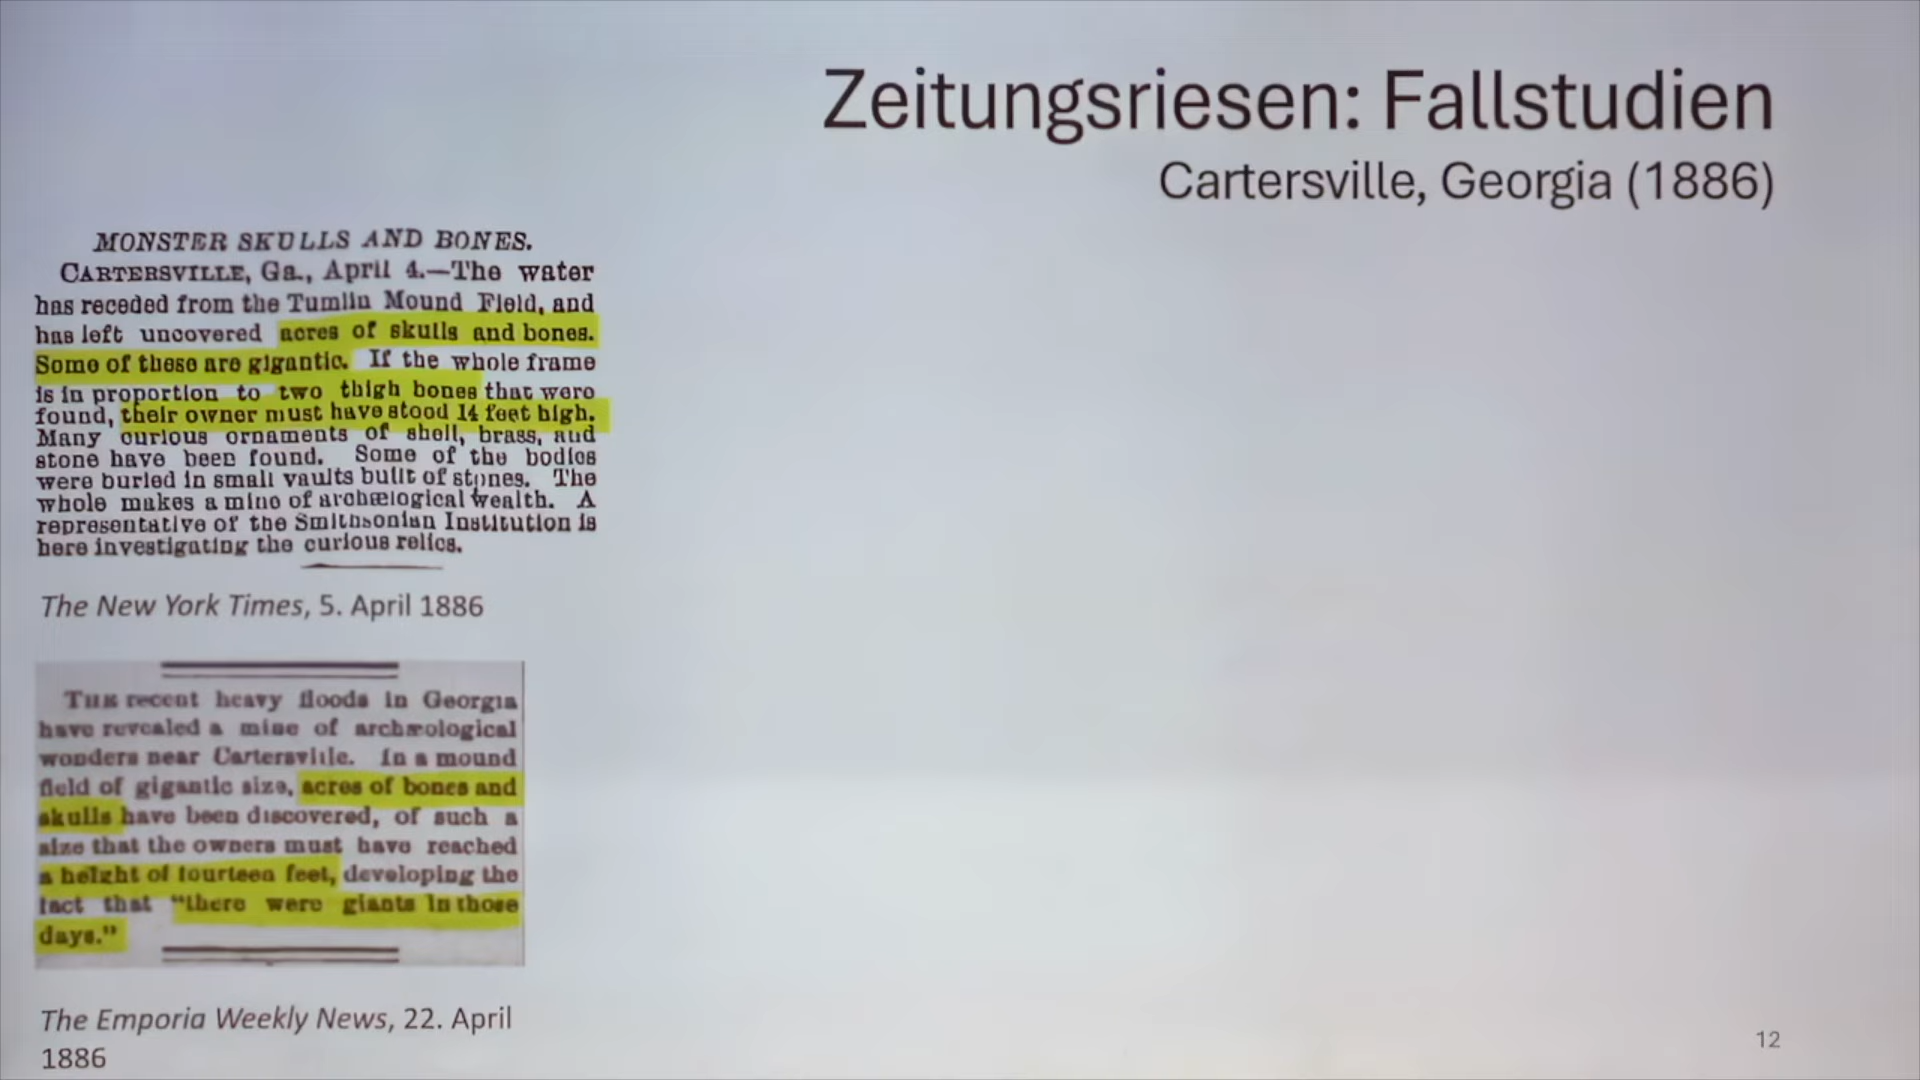 Zeitungsriesen: Fallstudien
Cartersville, Georgia (1886)
MONSTER SKULLS AND BONES.
CARTERSVILLE, Ga., April 4.—The water
has receded from the Tumlin Mound Field, and
has left uncovered acres of skulls and bones.
Some of these are gigantic. If the whole frame
is in proportion to two thigh bones that were
found, their owner must have stood 14 feet high.
Many curious ornaments of shell, brass, and
stone have been found. Some of the bodies
were buried in small vaults built of stones. The
whole makes a mine of archæological wealth. A
representative of the Smithsonian Institution is
here investigating the curious relics.
The New York Times, 5. April 1886
THE recent heavy floods in Georgia
have revealed a mine of archæological
wonders near Cartersville. In a mound
field of gigantic size, acres of bones and
skulls have been discovered, of such a
size that the owners must have reached
a height of fourteen feet, developing the
fact that "there were giants in those
days."
The Emporia Weekly News, 22. April
1886
12